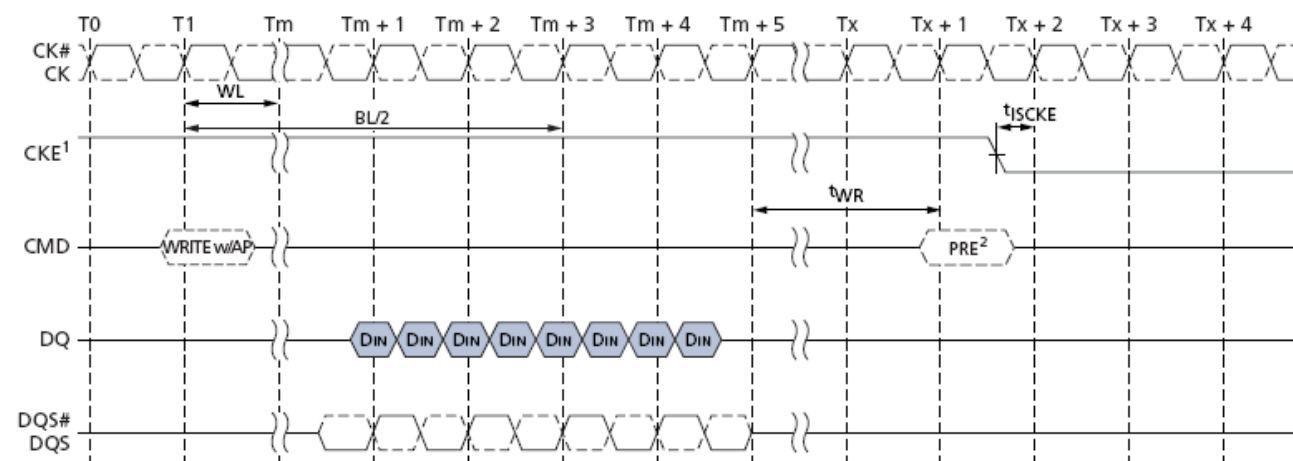 T0 T1 Tm Tm + 1 Tm + 2 Tm + 3 Tm + 4 Tm + 5 Tx Tx + 1 Tx + 2 Tx + 3 Tx + 4
CK#
CK
WL
BL/2
tISCKE
CKE1
tWR
CMD WRITE w/AP PRE2
DQ DIN DIN DIN DIN DIN DIN DIN DIN
DQS#
DQS